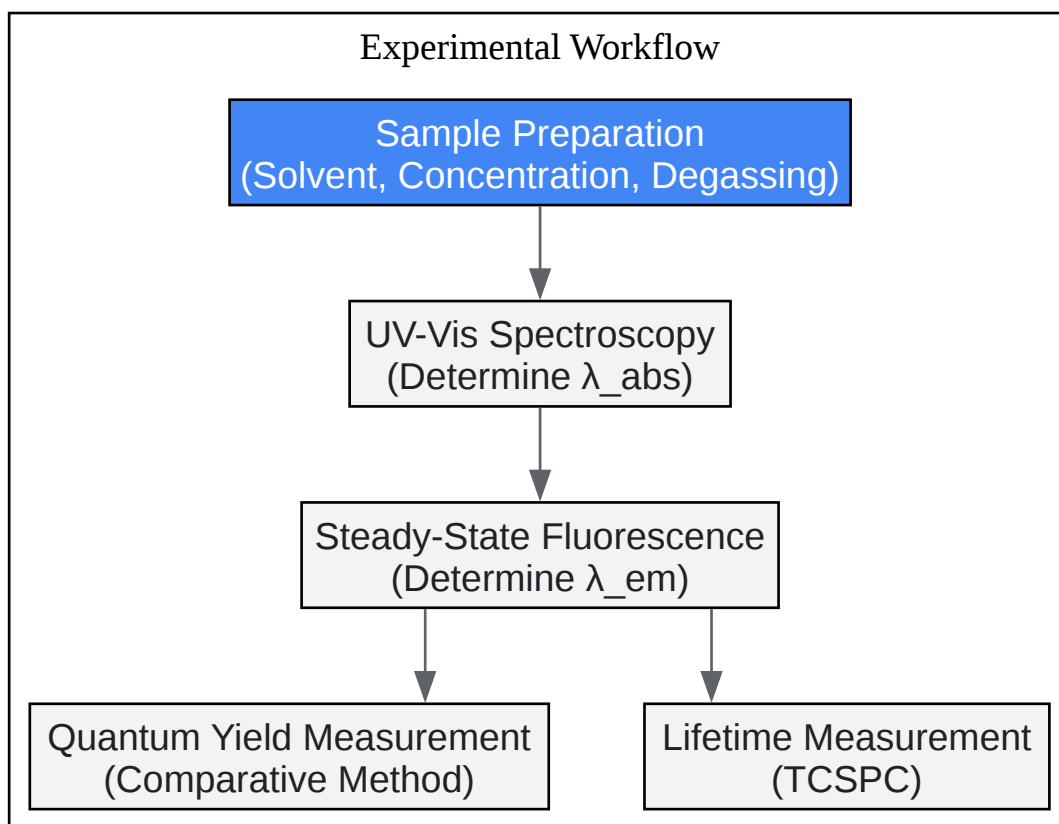 Experimental Workflow
Sample Preparation
(Solvent, Concentration, Degassing)
UV-Vis Spectroscopy
(Determine λ_abs)
Steady-State Fluorescence
(Determine λ_em)
Quantum Yield Measurement
(Comparative Method)
Lifetime Measurement
(TCSPC)